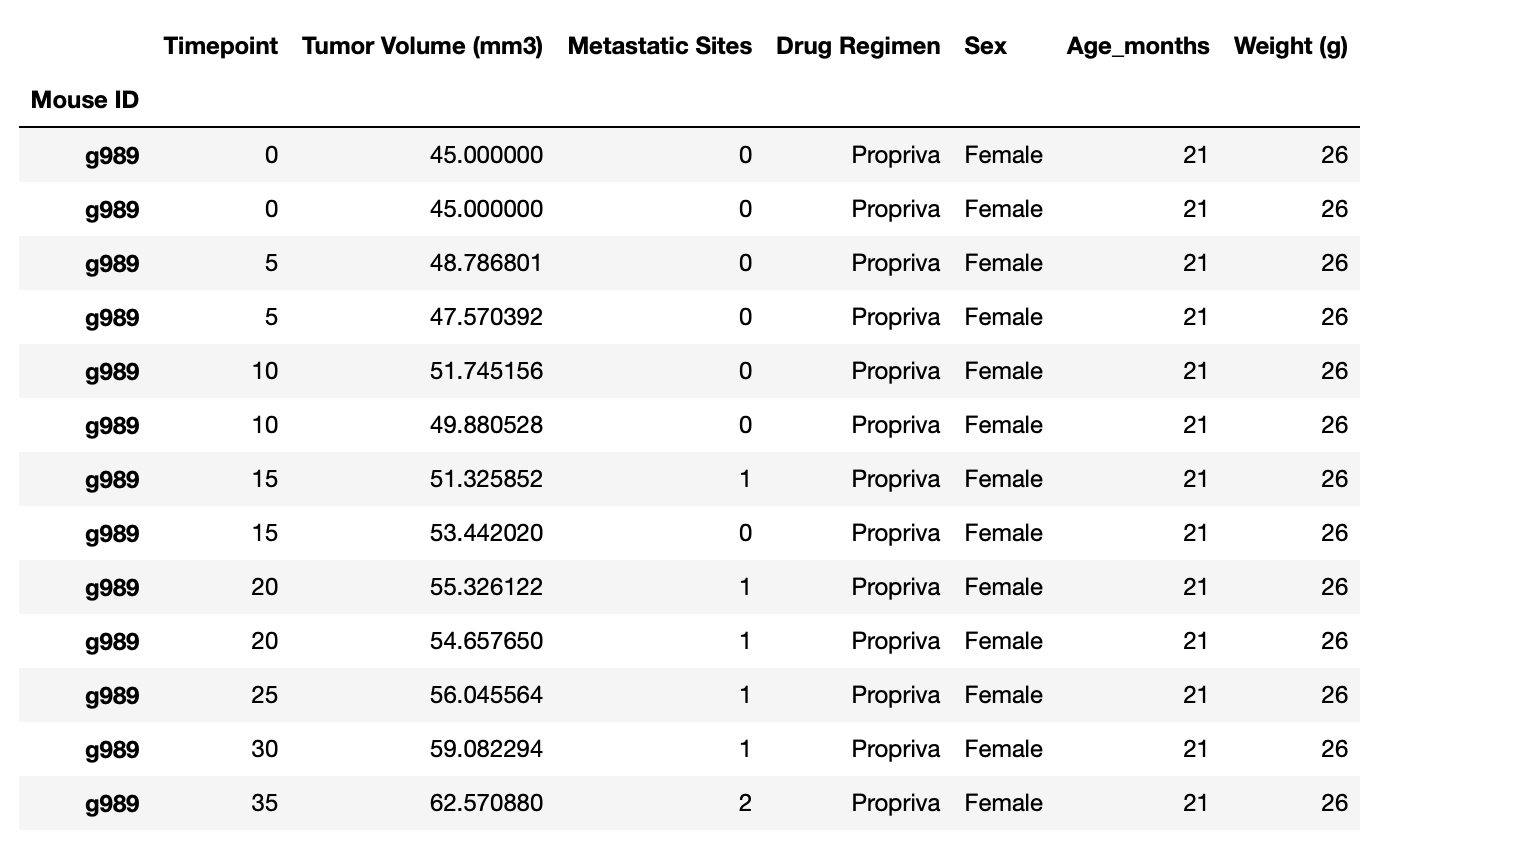 Timepoint Tumor Volume (mm3) Metastatic Sites Drug Regimen Sex Age_months Weight (g)
Mouse ID
g989 0 45.000000 0 Propriva Female 21 26
g989 0 45.000000 0 Propriva Female 21 26
g989 5 48.786801 0 Propriva Female 21 26
g989 5 47.570392 0 Propriva Female 21 26
g989 10 51.745156 0 Propriva Female 21 26
g989 10 49.880528 0 Propriva Female 21 26
g989 15 51.325852 1 Propriva Female 21 26
g989 15 53.442020 0 Propriva Female 21 26
g989 20 55.326122 1 Propriva Female 21 26
g989 20 54.657650 1 Propriva Female 21 26
g989 25 56.045564 1 Propriva Female 21 26
g989 30 59.082294 1 Propriva Female 21 26
g989 35 62.570880 2 Propriva Female 21 26